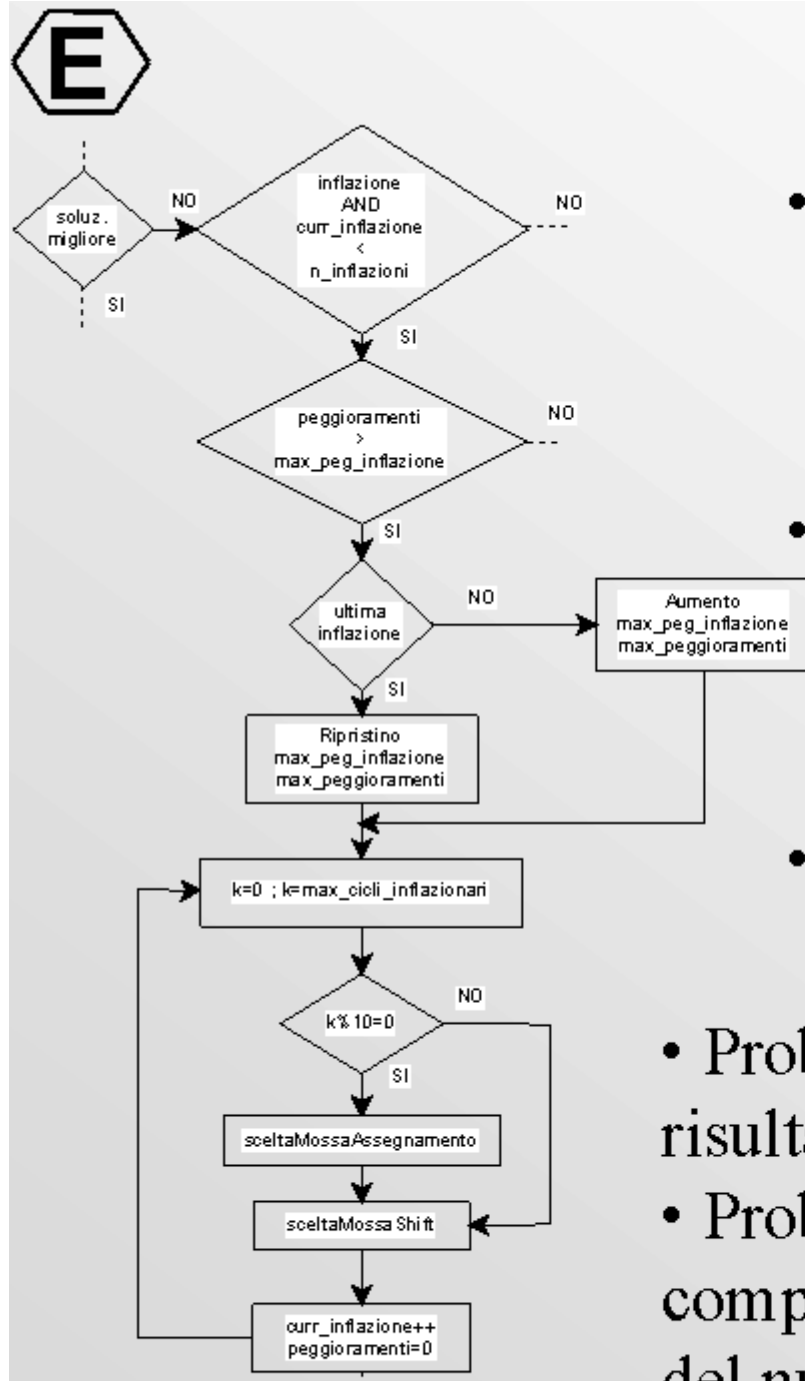 E
soluz.
migliore
NO
SI
inflazione
AND
curr_inflazione
<
n_inflazioni
NO
SI
peggioramenti
>
max_peg_inflazione
NO
SI
ultima
inflazione
NO
Aumento
max_peg_inflazione
max_peggioramenti
SI
Ripristino
max_peg_inflazione
max_peggioramenti
k=0 ; k=max_cicli_inflazionari
k%10=0
NO
SI
sceltaMossaAssegnamento
sceltaMossaShift
curr_inflazione++
peggioramenti=0
•
•
•
• Prob
risulta
• Prob
comp